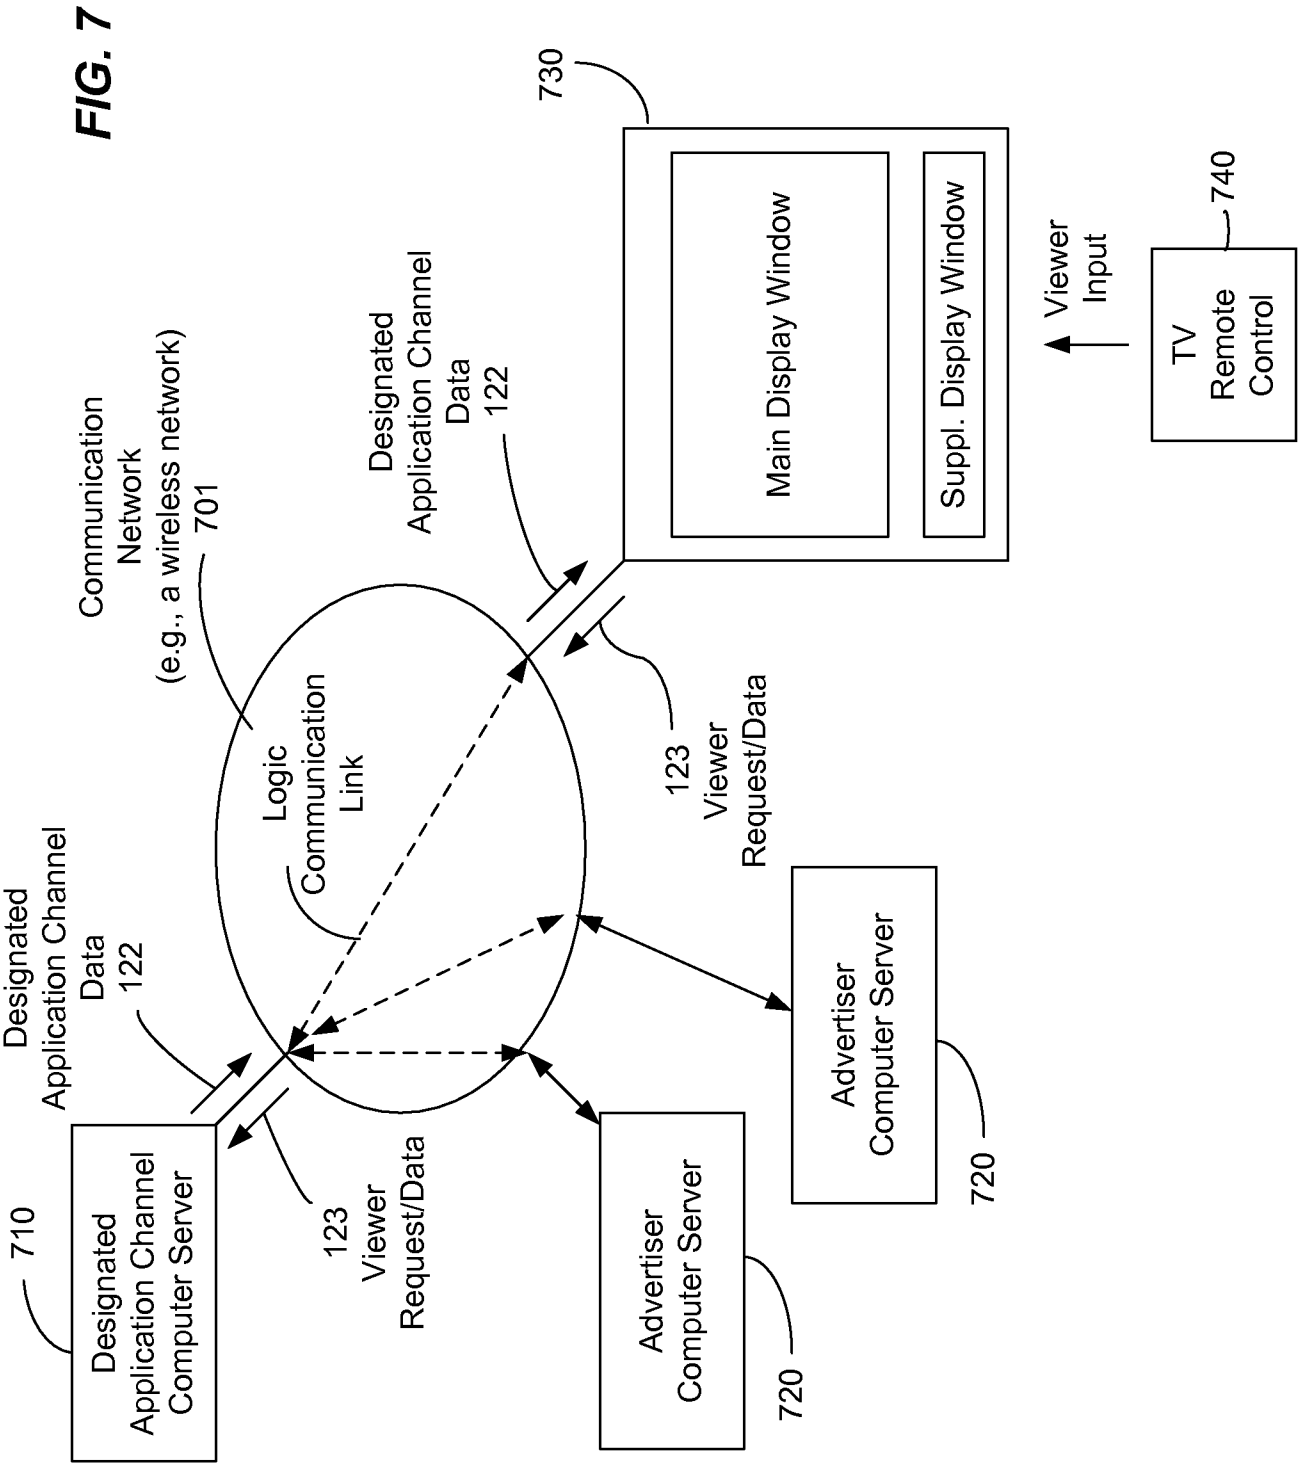 FIG. 7
Communication
Network
(e.g., a wireless network)
701
Designated
Application Channel
Data
122
710
Designated
Application Channel
Computer Server
123
Viewer
Request/Data
Logic
Communication
Link
Designated
Application Channel
Data
122
730
Main Display Window
Suppl. Display Window
123
Viewer
Request/Data
Viewer
Input
TV
Remote
Control
740
Advertiser
Computer Server
720
Advertiser
Computer Server
720